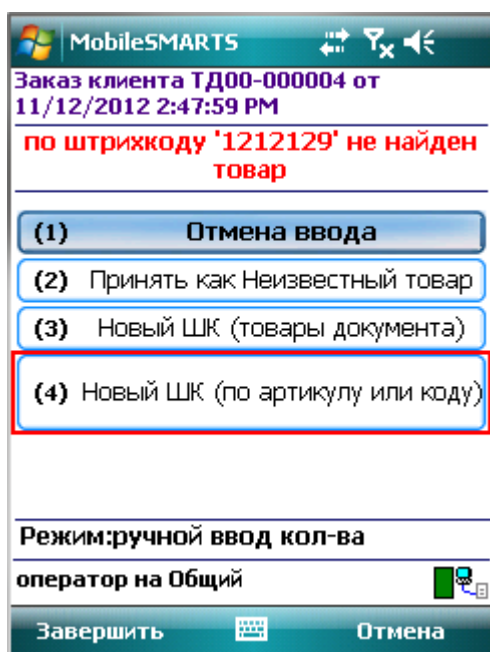 MobileSMARTS
Заказ клиента ТД00-000004 от
11/12/2012 2:47:59 PM
по штрихкоду '1212129' не найден
товар
(1) Отмена ввода
(2) Принять как Неизвестный товар
(3) Новый ШК (товары документа)
(4) Новый ШК (по артикулу или коду)
Режим:ручной ввод кол-ва
оператор на Общий
Завершить Отмена